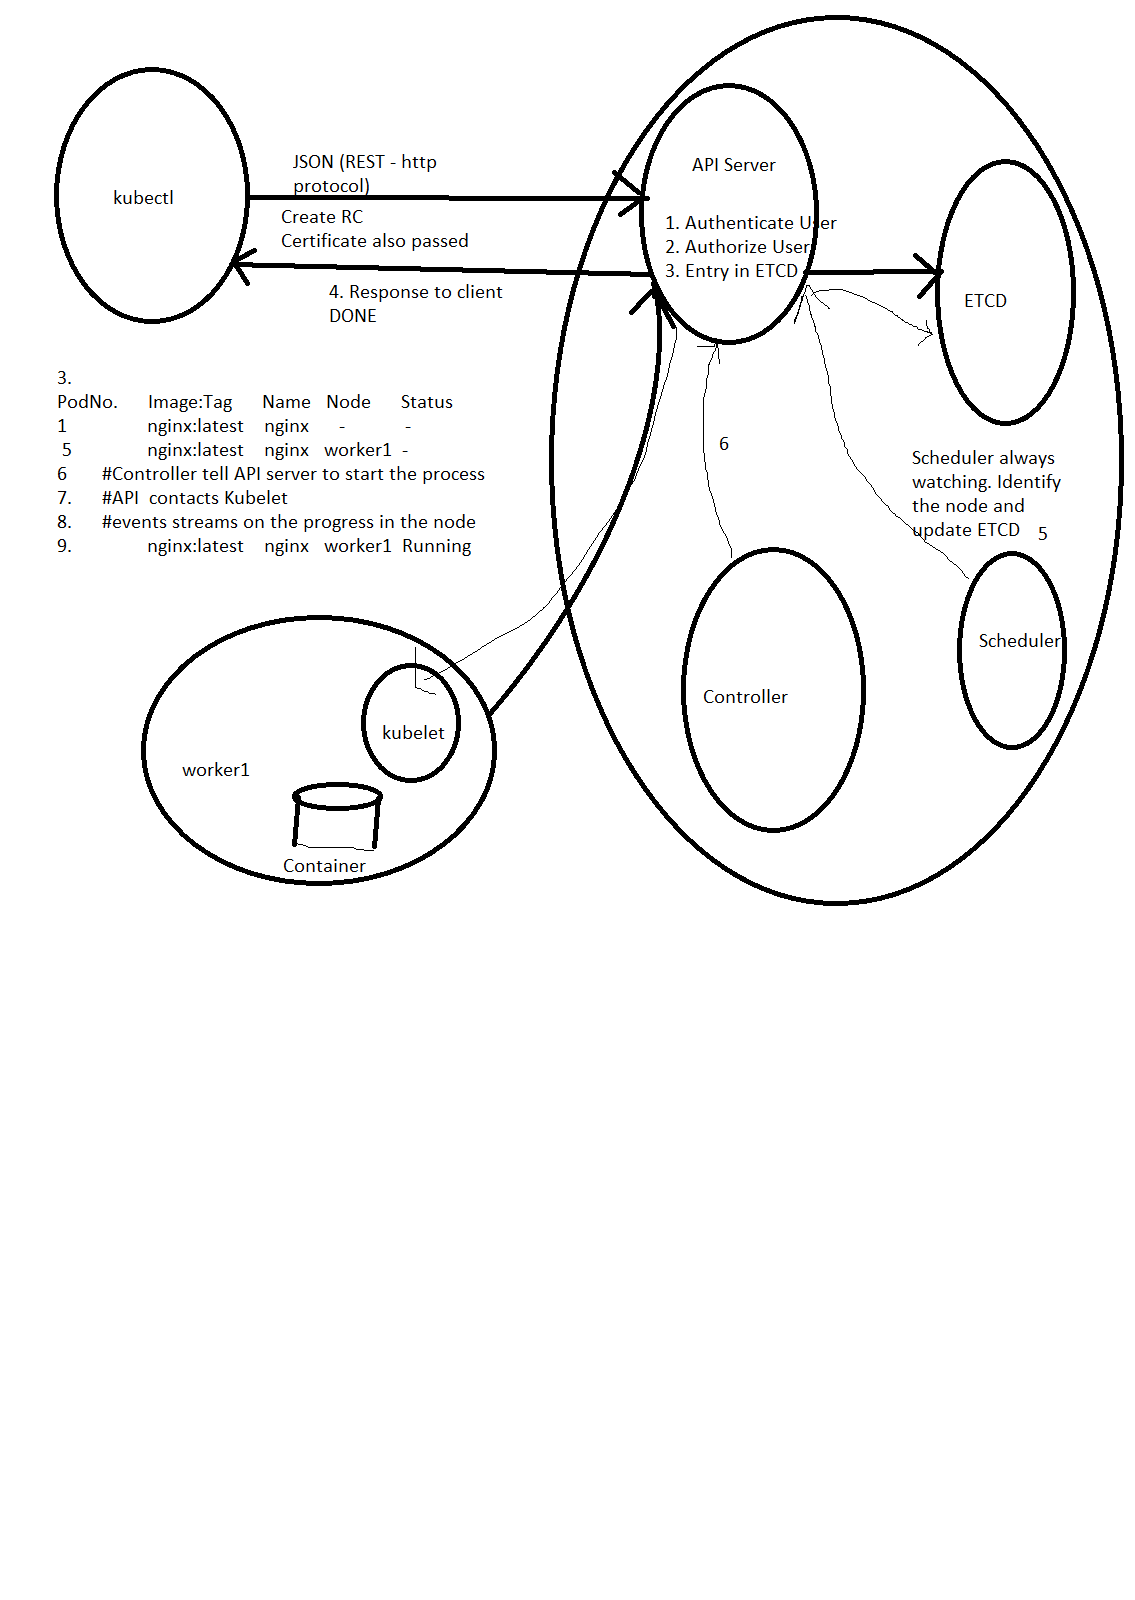 kubectl
JSON (REST - http
protocol)
Create RC
Certificate also passed
4. Response to client
DONE
API Server
1. Authenticate User
2. Authorize User
3. Entry in ETCD
ETCD
3.
PodNo. Image:Tag Name Node Status
1 nginx:latest nginx - -
5 nginx:latest nginx worker1 -
6 #Controller tell API server to start the process
7. #API contacts Kubelet
8. #events streams on the progress in the node
9. nginx:latest nginx worker1 Running
6
Scheduler always
watching. Identify
the node and
update ETCD 5
Scheduler
Controller
kubelet
worker1
Container